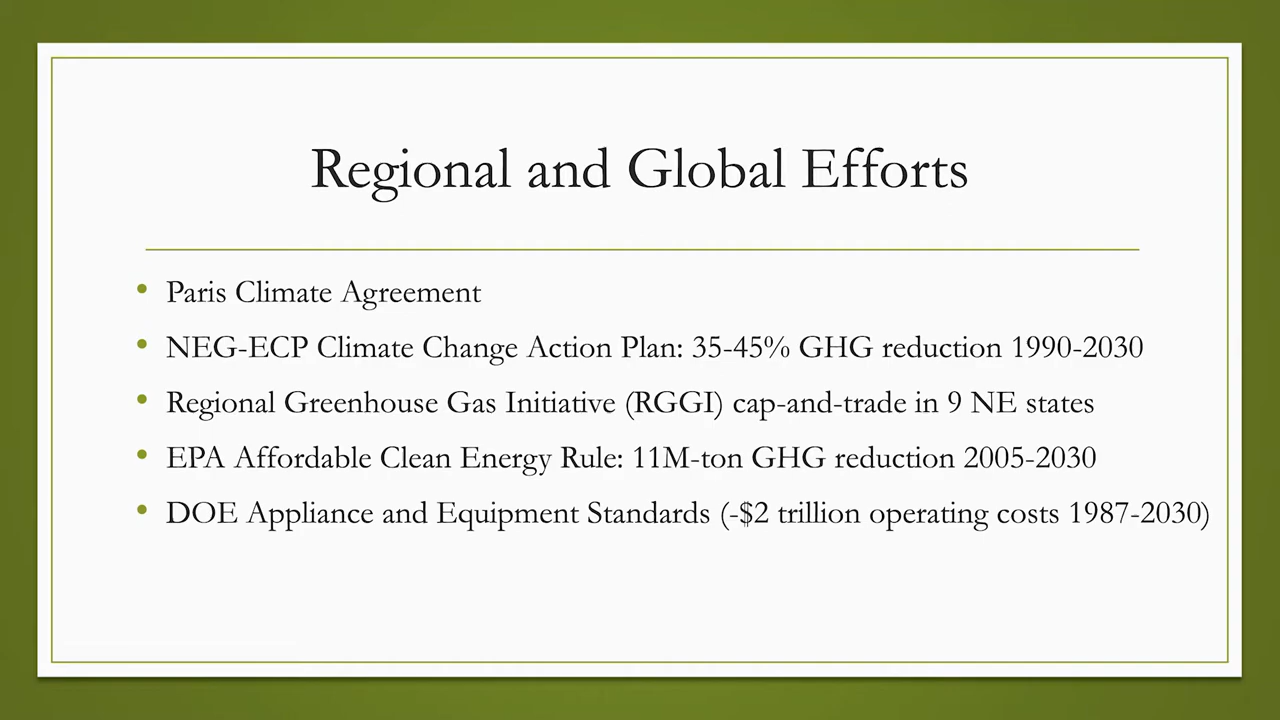 Regional and Global Efforts
• Paris Climate Agreement
• NEG-ECP Climate Change Action Plan: 35-45% GHG reduction 1990-2030
• Regional Greenhouse Gas Initiative (RGGI) cap-and-trade in 9 NE states
• EPA Affordable Clean Energy Rule: 11M-ton GHG reduction 2005-2030
• DOE Appliance and Equipment Standards (-$2 trillion operating costs 1987-2030)